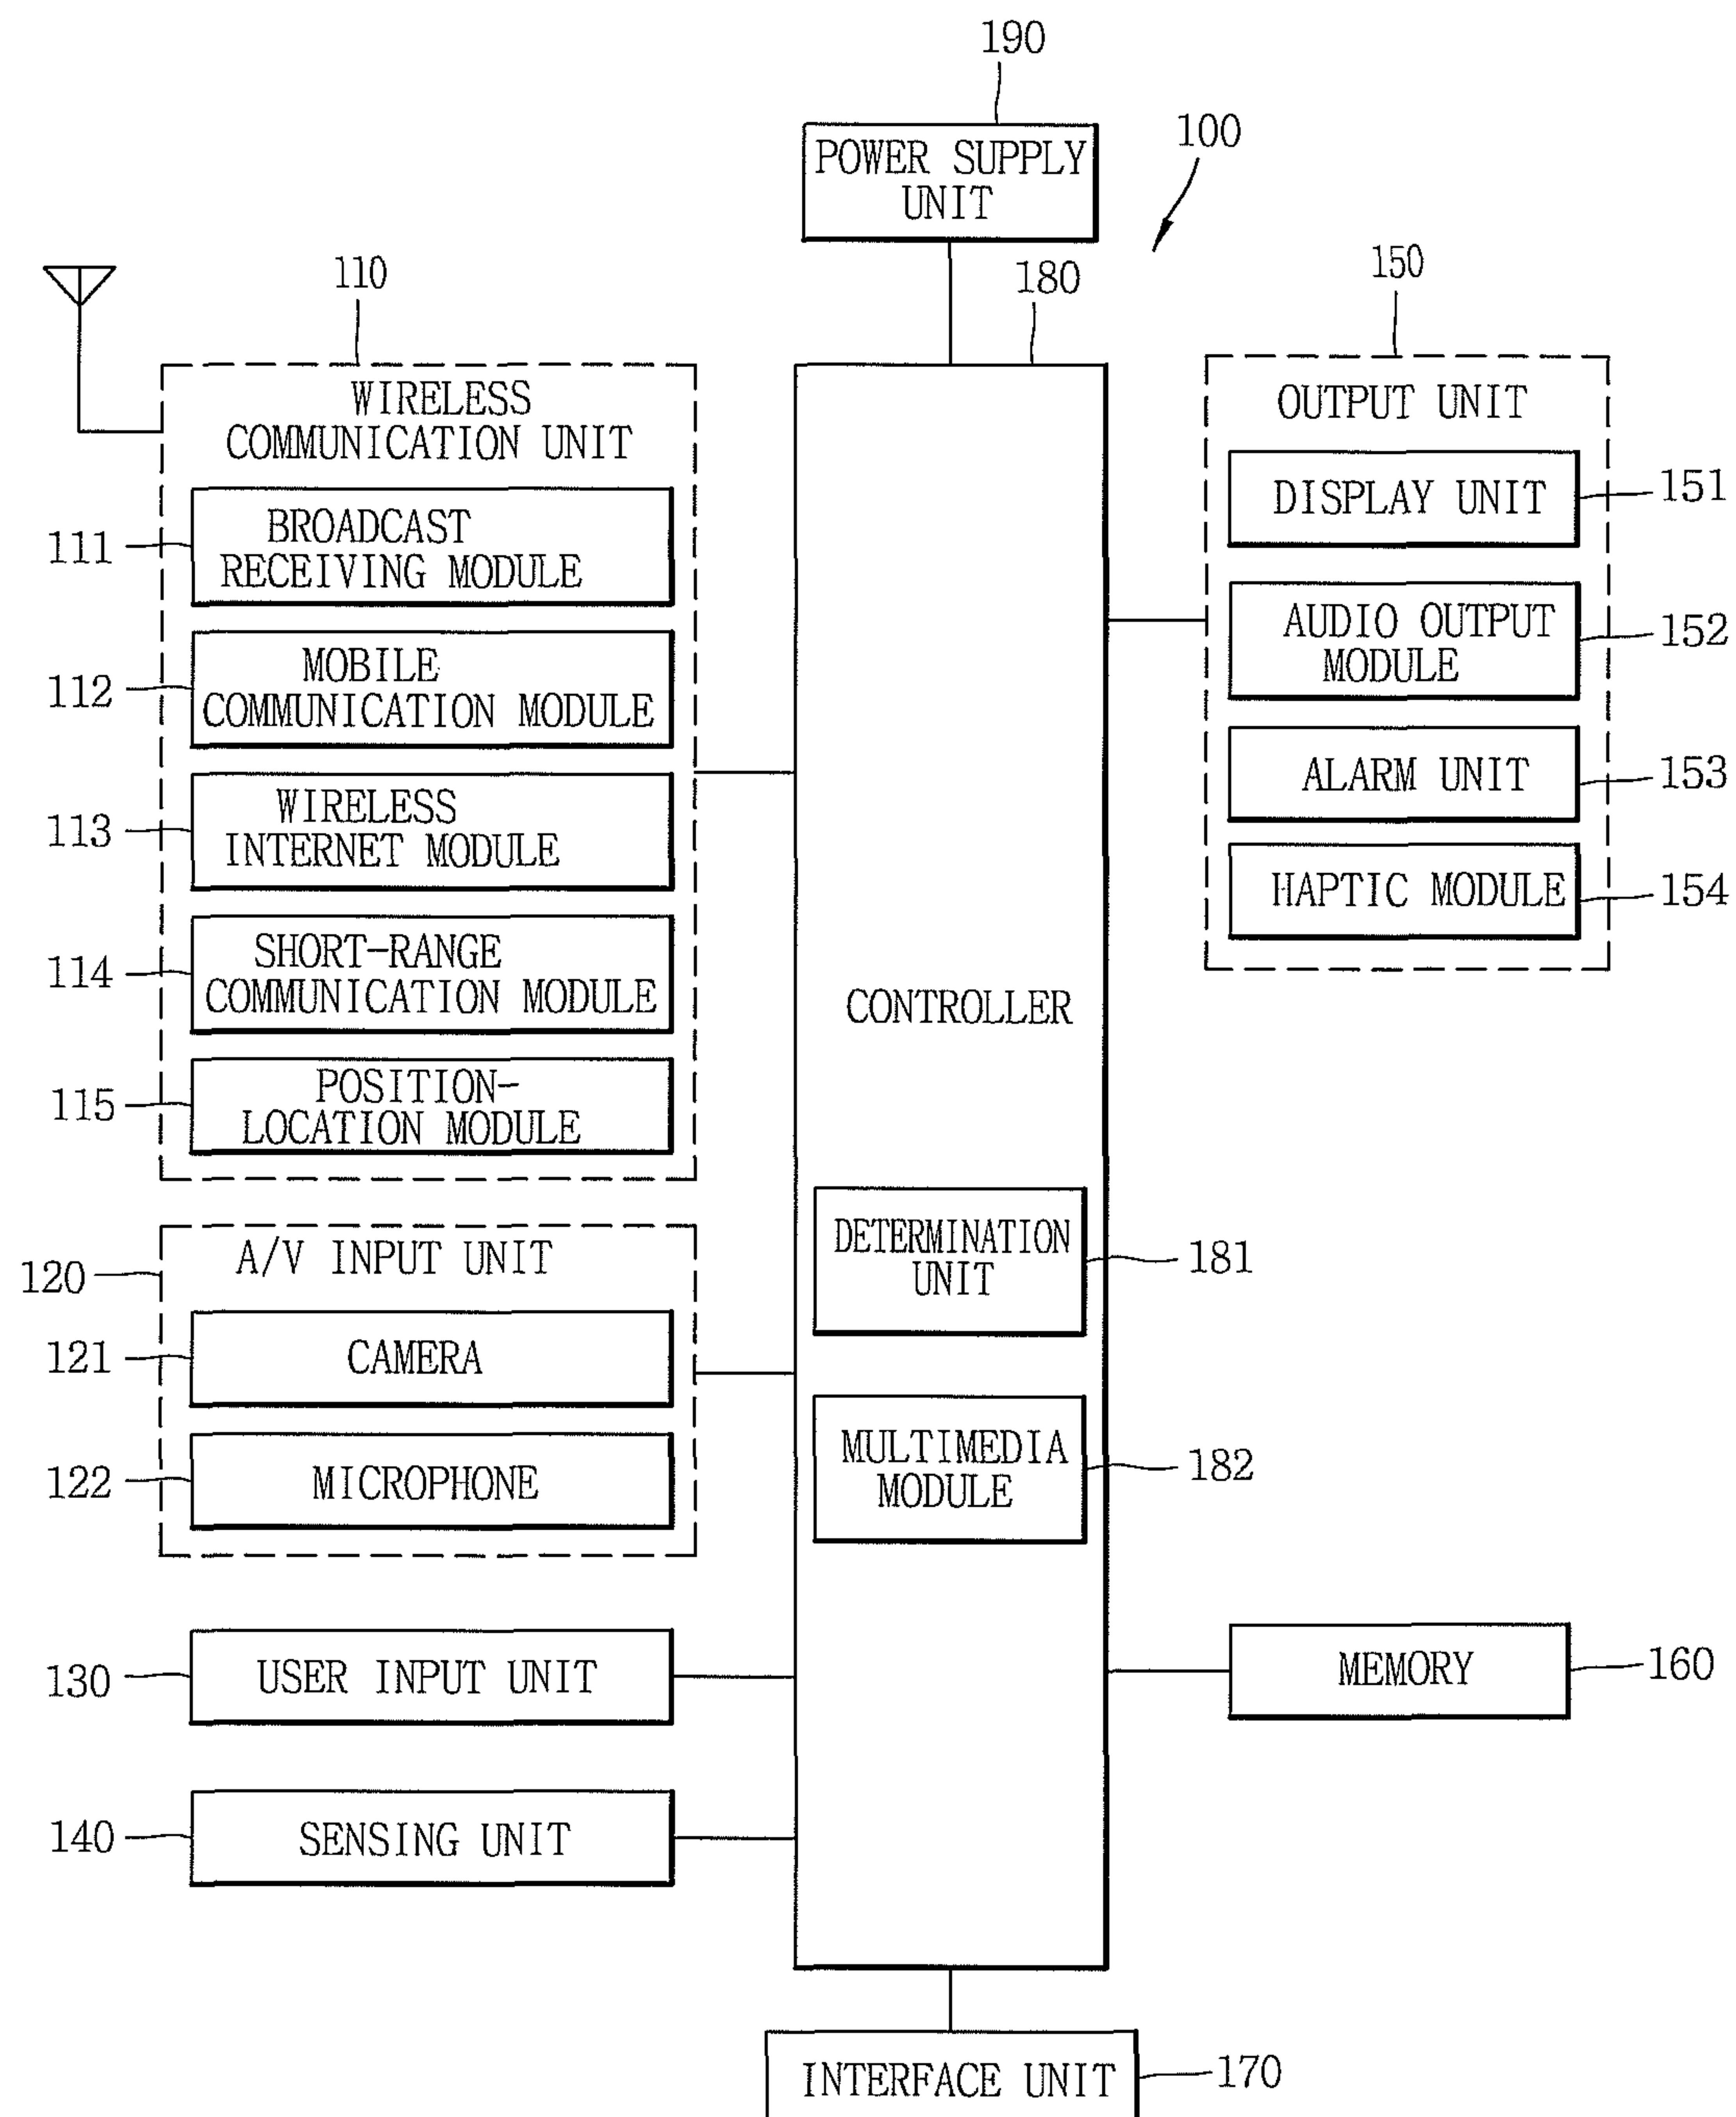 190
POWER SUPPLY
UNIT
100
110
180
150
WIRELESS
COMMUNICATION UNIT
111
BROADCAST
RECEIVING MODULE
112
MOBILE
COMMUNICATION MODULE
113
WIRELESS
INTERNET MODULE
114
SHORT-RANGE
COMMUNICATION MODULE
115
POSITION-
LOCATION MODULE
120
A/V INPUT UNIT
121
CAMERA
122
MICROPHONE
130
USER INPUT UNIT
140
SENSING UNIT
CONTROLLER
DETERMINATION
UNIT
181
MULTIMEDIA
MODULE
182
OUTPUT UNIT
DISPLAY UNIT
151
AUDIO OUTPUT
MODULE
152
ALARM UNIT
153
HAPTIC MODULE
154
MEMORY
160
INTERFACE UNIT
170